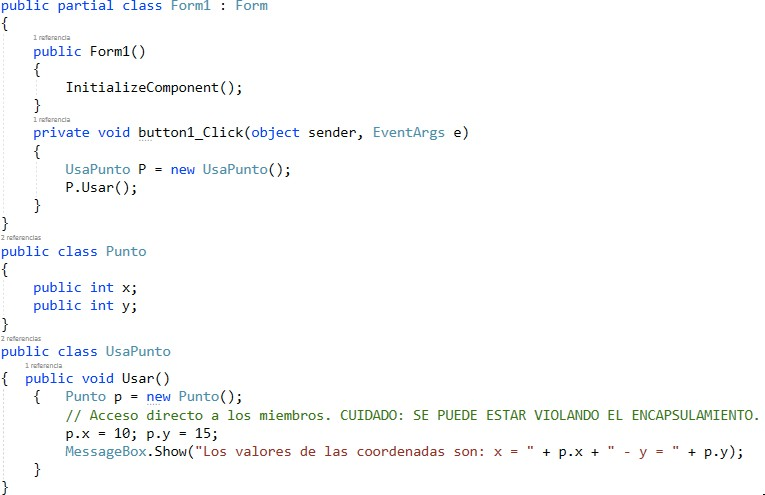 public partial class Form1 : Form
{
1 referencia
public Form1()
{
InitializeComponent();
}
1 referencia
private void button1_Click(object sender, EventArgs e)
{
UsaPunto P = new UsaPunto();
P.Usar();
}
}
2 referencias
public class Punto
{
public int x;
public int y;
}
2 referencias
public class UsaPunto
1 referencia
{ public void Usar()
{ Punto p = new Punto();
// Acceso directo a los miembros. CUIDADO: SE PUEDE ESTAR VIOLANDO EL ENCAPSULAMIENTO.
p.x = 10; p.y = 15;
MessageBox.Show("Los valores de las coordenadas son: x = " + p.x + " - y = " + p.y);
}
}